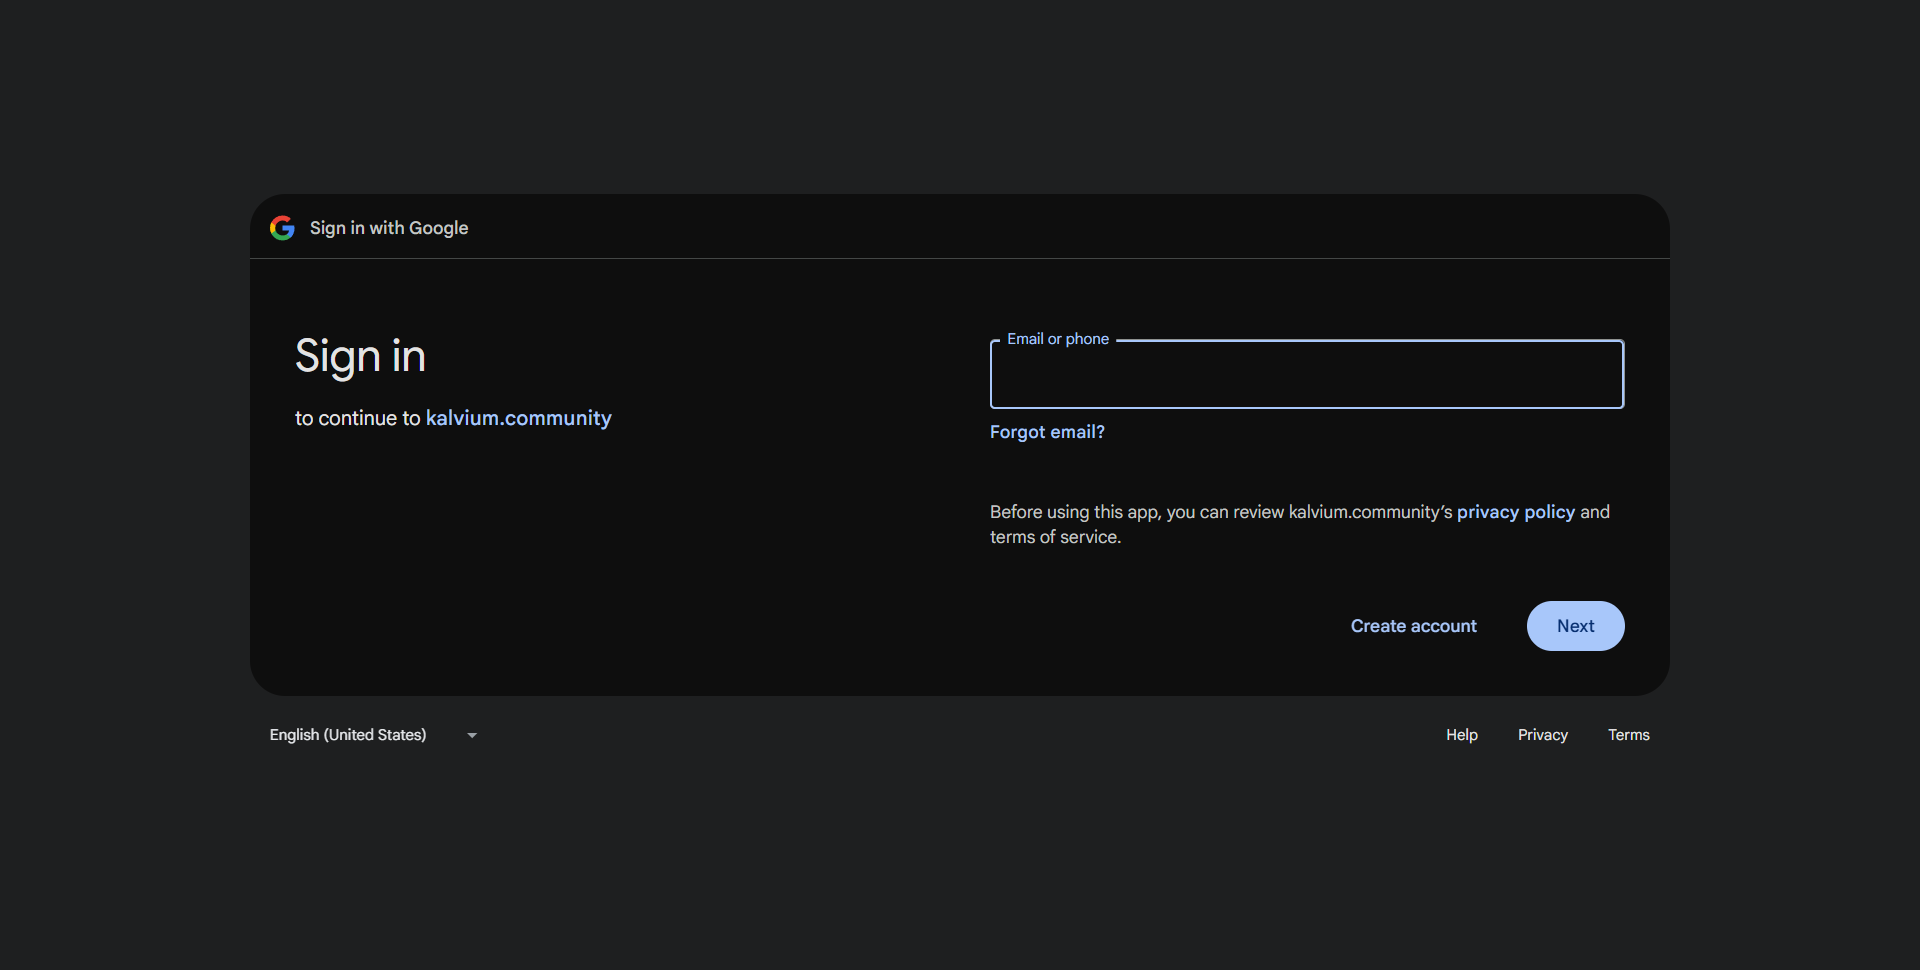 Sign in with Google
Sign in
to continue to kalvium.community
Email or phone
Forgot email?
Before using this app, you can review kalvium.community’s privacy policy and
terms of service.
Create account
Next
English (United States)
Help
Privacy
Terms